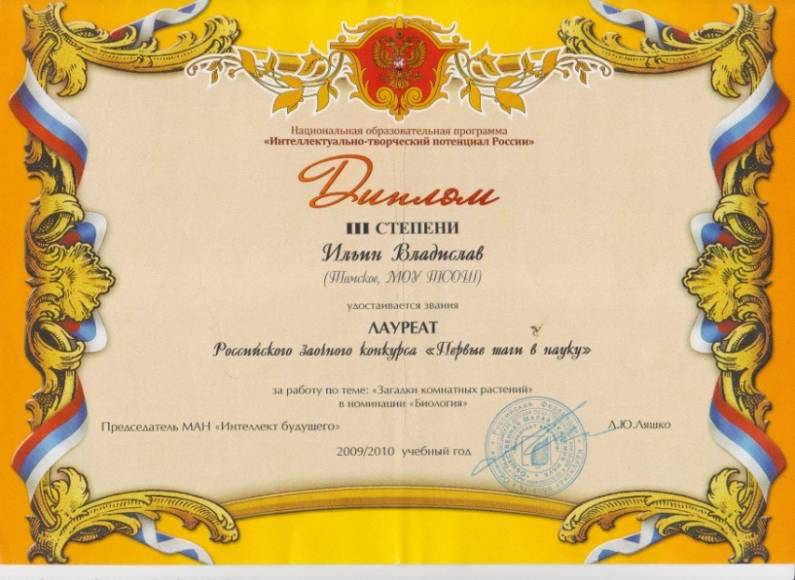 Национальная образовательная программа
«Интеллектуально-творческий потенциал России»
Диплом
III СТЕПЕНИ
Ильин Владислав
(Тамское, МОУ ТСОШ)
удостаивается звания
ЛАУРЕАТ
Российского Заочного конкурса «Первые шаги в науку»
за работу по теме: «Загадки комнатных растений»
в номинации «Биология»
Председатель МАН «Интеллект будущего»
Л.Ю.Ляшко
2009/2010 учебный год